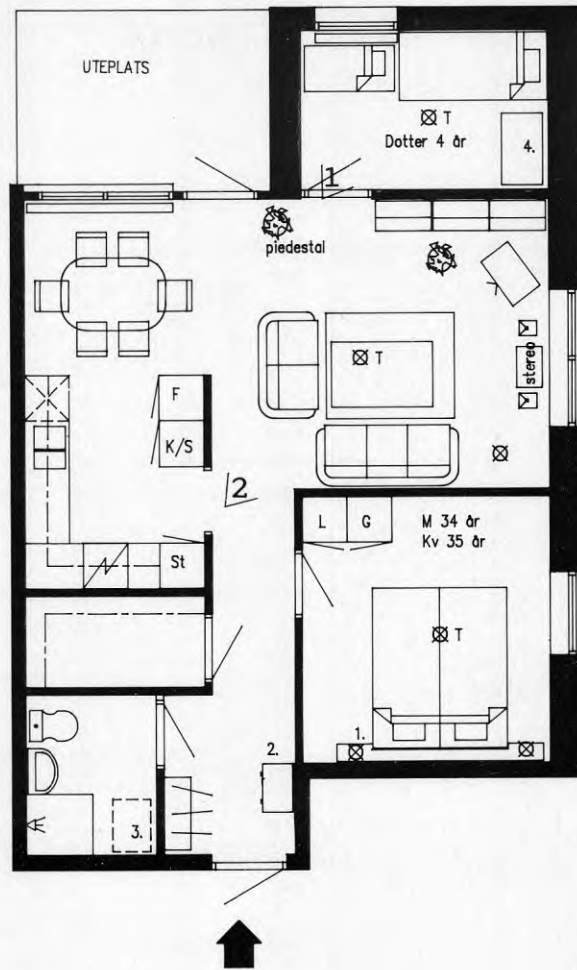 UTEPLATS
T
Dotter 4 år
4.
1
piedestal
T
stereo
F
K/S
2
L G
M 34 år
Kv 35 år
St
T
1.
2.
3.